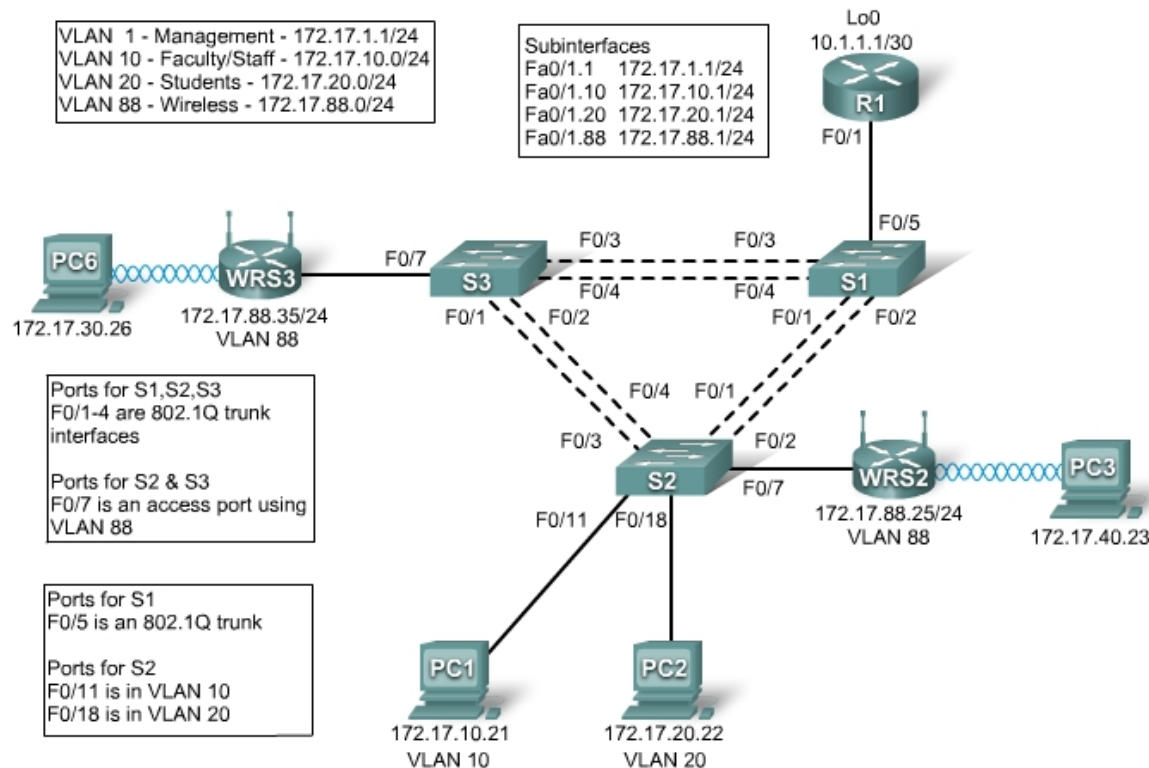 VLAN 1 - Management - 172.17.1.1/24
VLAN 10 - Faculty/Staff - 172.17.10.0/24
VLAN 20 - Students - 172.17.20.0/24
VLAN 88 - Wireless - 172.17.88.0/24
Subinterfaces
Fa0/1.1 172.17.1.1/24
Fa0/1.10 172.17.10.1/24
Fa0/1.20 172.17.20.1/24
Fa0/1.88 172.17.88.1/24
Lo0
10.1.1.1/30
R1
F0/1
F0/5
PC6
172.17.30.26
WRS3
172.17.88.35/24
VLAN 88
F0/7
S3
F0/3
F0/3
F0/4
F0/4
S1
F0/1
F0/2
F0/1
F0/2
Ports for S1,S2,S3
F0/1-4 are 802.1Q trunk
interfaces
Ports for S2 & S3
F0/7 is an access port using
VLAN 88
F0/4
F0/1
F0/3
F0/2
S2
F0/7
WRS2
172.17.88.25/24
VLAN 88
PC3
172.17.40.23
F0/11
F0/18
Ports for S1
F0/5 is an 802.1Q trunk
Ports for S2
F0/11 is in VLAN 10
F0/18 is in VLAN 20
PC1
172.17.10.21
VLAN 10
PC2
172.17.20.22
VLAN 20